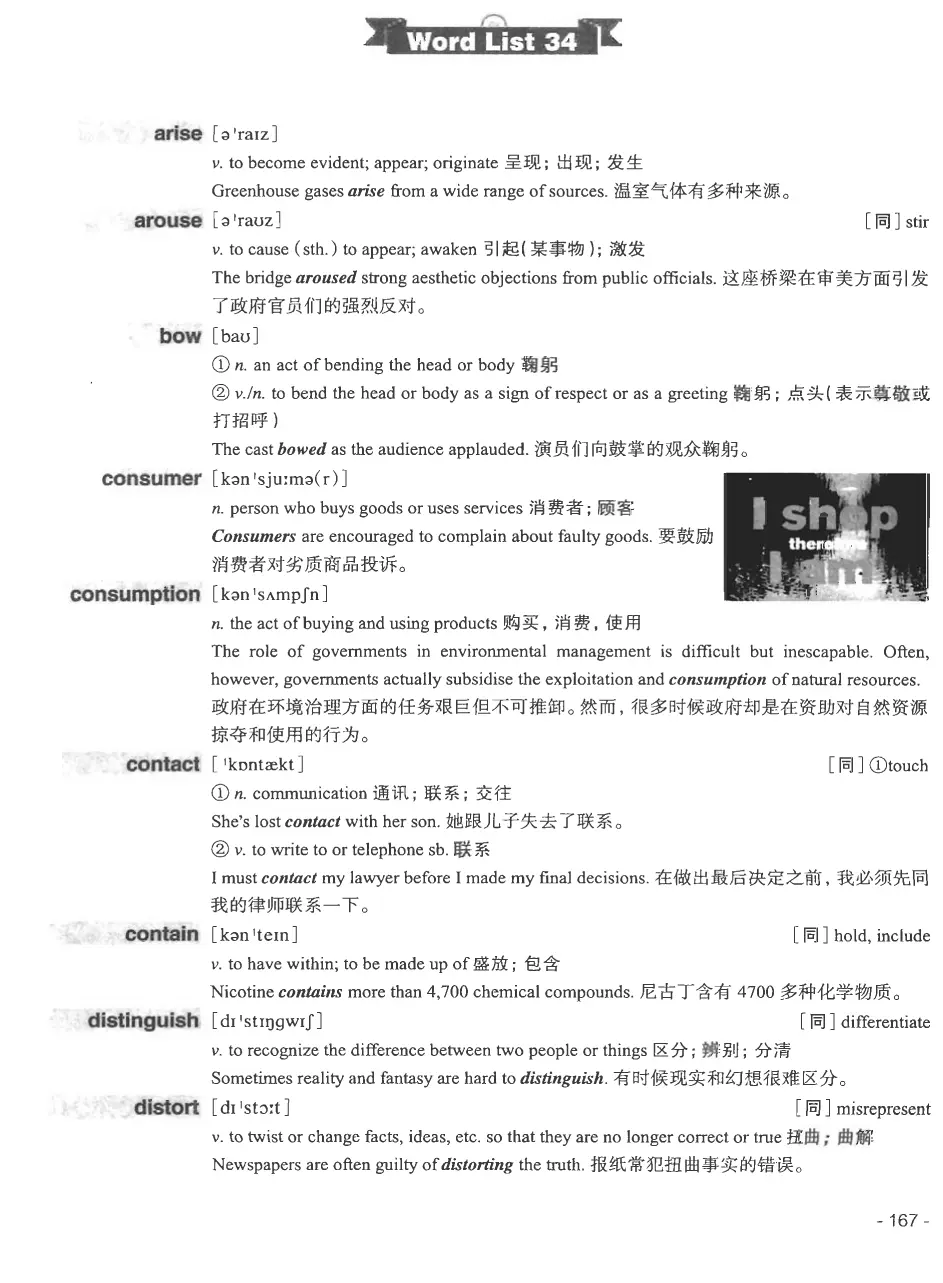 Word List 34
arise [ə'raɪz]
v. to become evident; appear; originate 呈现；出现；发生
Greenhouse gases arise from a wide range of sources. 温室气体有多种来源。
arouse [ə'raʊz] [同] stir
v. to cause (sth.) to appear; awaken 引起(某事物)；激发
The bridge aroused strong aesthetic objections from public officials. 这座桥梁在审美方面引发
了政府官员们的强烈反对。
bow [baʊ]
① n. an act of bending the head or body 鞠躬
② v./n. to bend the head or body as a sign of respect or as a greeting 鞠躬；点头(表示尊敬或
打招呼)
The cast bowed as the audience applauded. 演员们向鼓掌的观众鞠躬。
consumer [kən'sjuːmə(r)]
n. person who buys goods or uses services 消费者；顾客
Consumers are encouraged to complain about faulty goods. 要鼓励
消费者对劣质商品投诉。
I shop
there
I am
consumption [kən'sʌmpʃn]
n. the act of buying and using products 购买，消费，使用
The role of governments in environmental management is difficult but inescapable. Often,
however, governments actually subsidise the exploitation and consumption of natural resources.
政府在环境治理方面的任务艰巨但不可推卸。然而，很多时候政府却是在资助对自然资源
掠夺和使用的行为。
contact ['kɒntækt] [同] ①touch
① n. communication 通讯；联系；交往
She's lost contact with her son. 她跟儿子失去了联系。
② v. to write to or telephone sb. 联系
I must contact my lawyer before I made my final decisions. 在做出最后决定之前，我必须先同
我的律师联系一下。
contain [kən'teɪn] [同] hold, include
v. to have within; to be made up of 盛放；包含
Nicotine contains more than 4,700 chemical compounds. 尼古丁含有 4700 多种化学物质。
distinguish [dɪ'stɪŋɡwɪʃ] [同] differentiate
v. to recognize the difference between two people or things 区分；辨别；分清
Sometimes reality and fantasy are hard to distinguish. 有时候现实和幻想很难区分。
distort [dɪ'stɔːt] [同] misrepresent
v. to twist or change facts, ideas, etc. so that they are no longer correct or true 扭曲；曲解
Newspapers are often guilty of distorting the truth. 报纸常犯扭曲事实的错误。
- 167 -